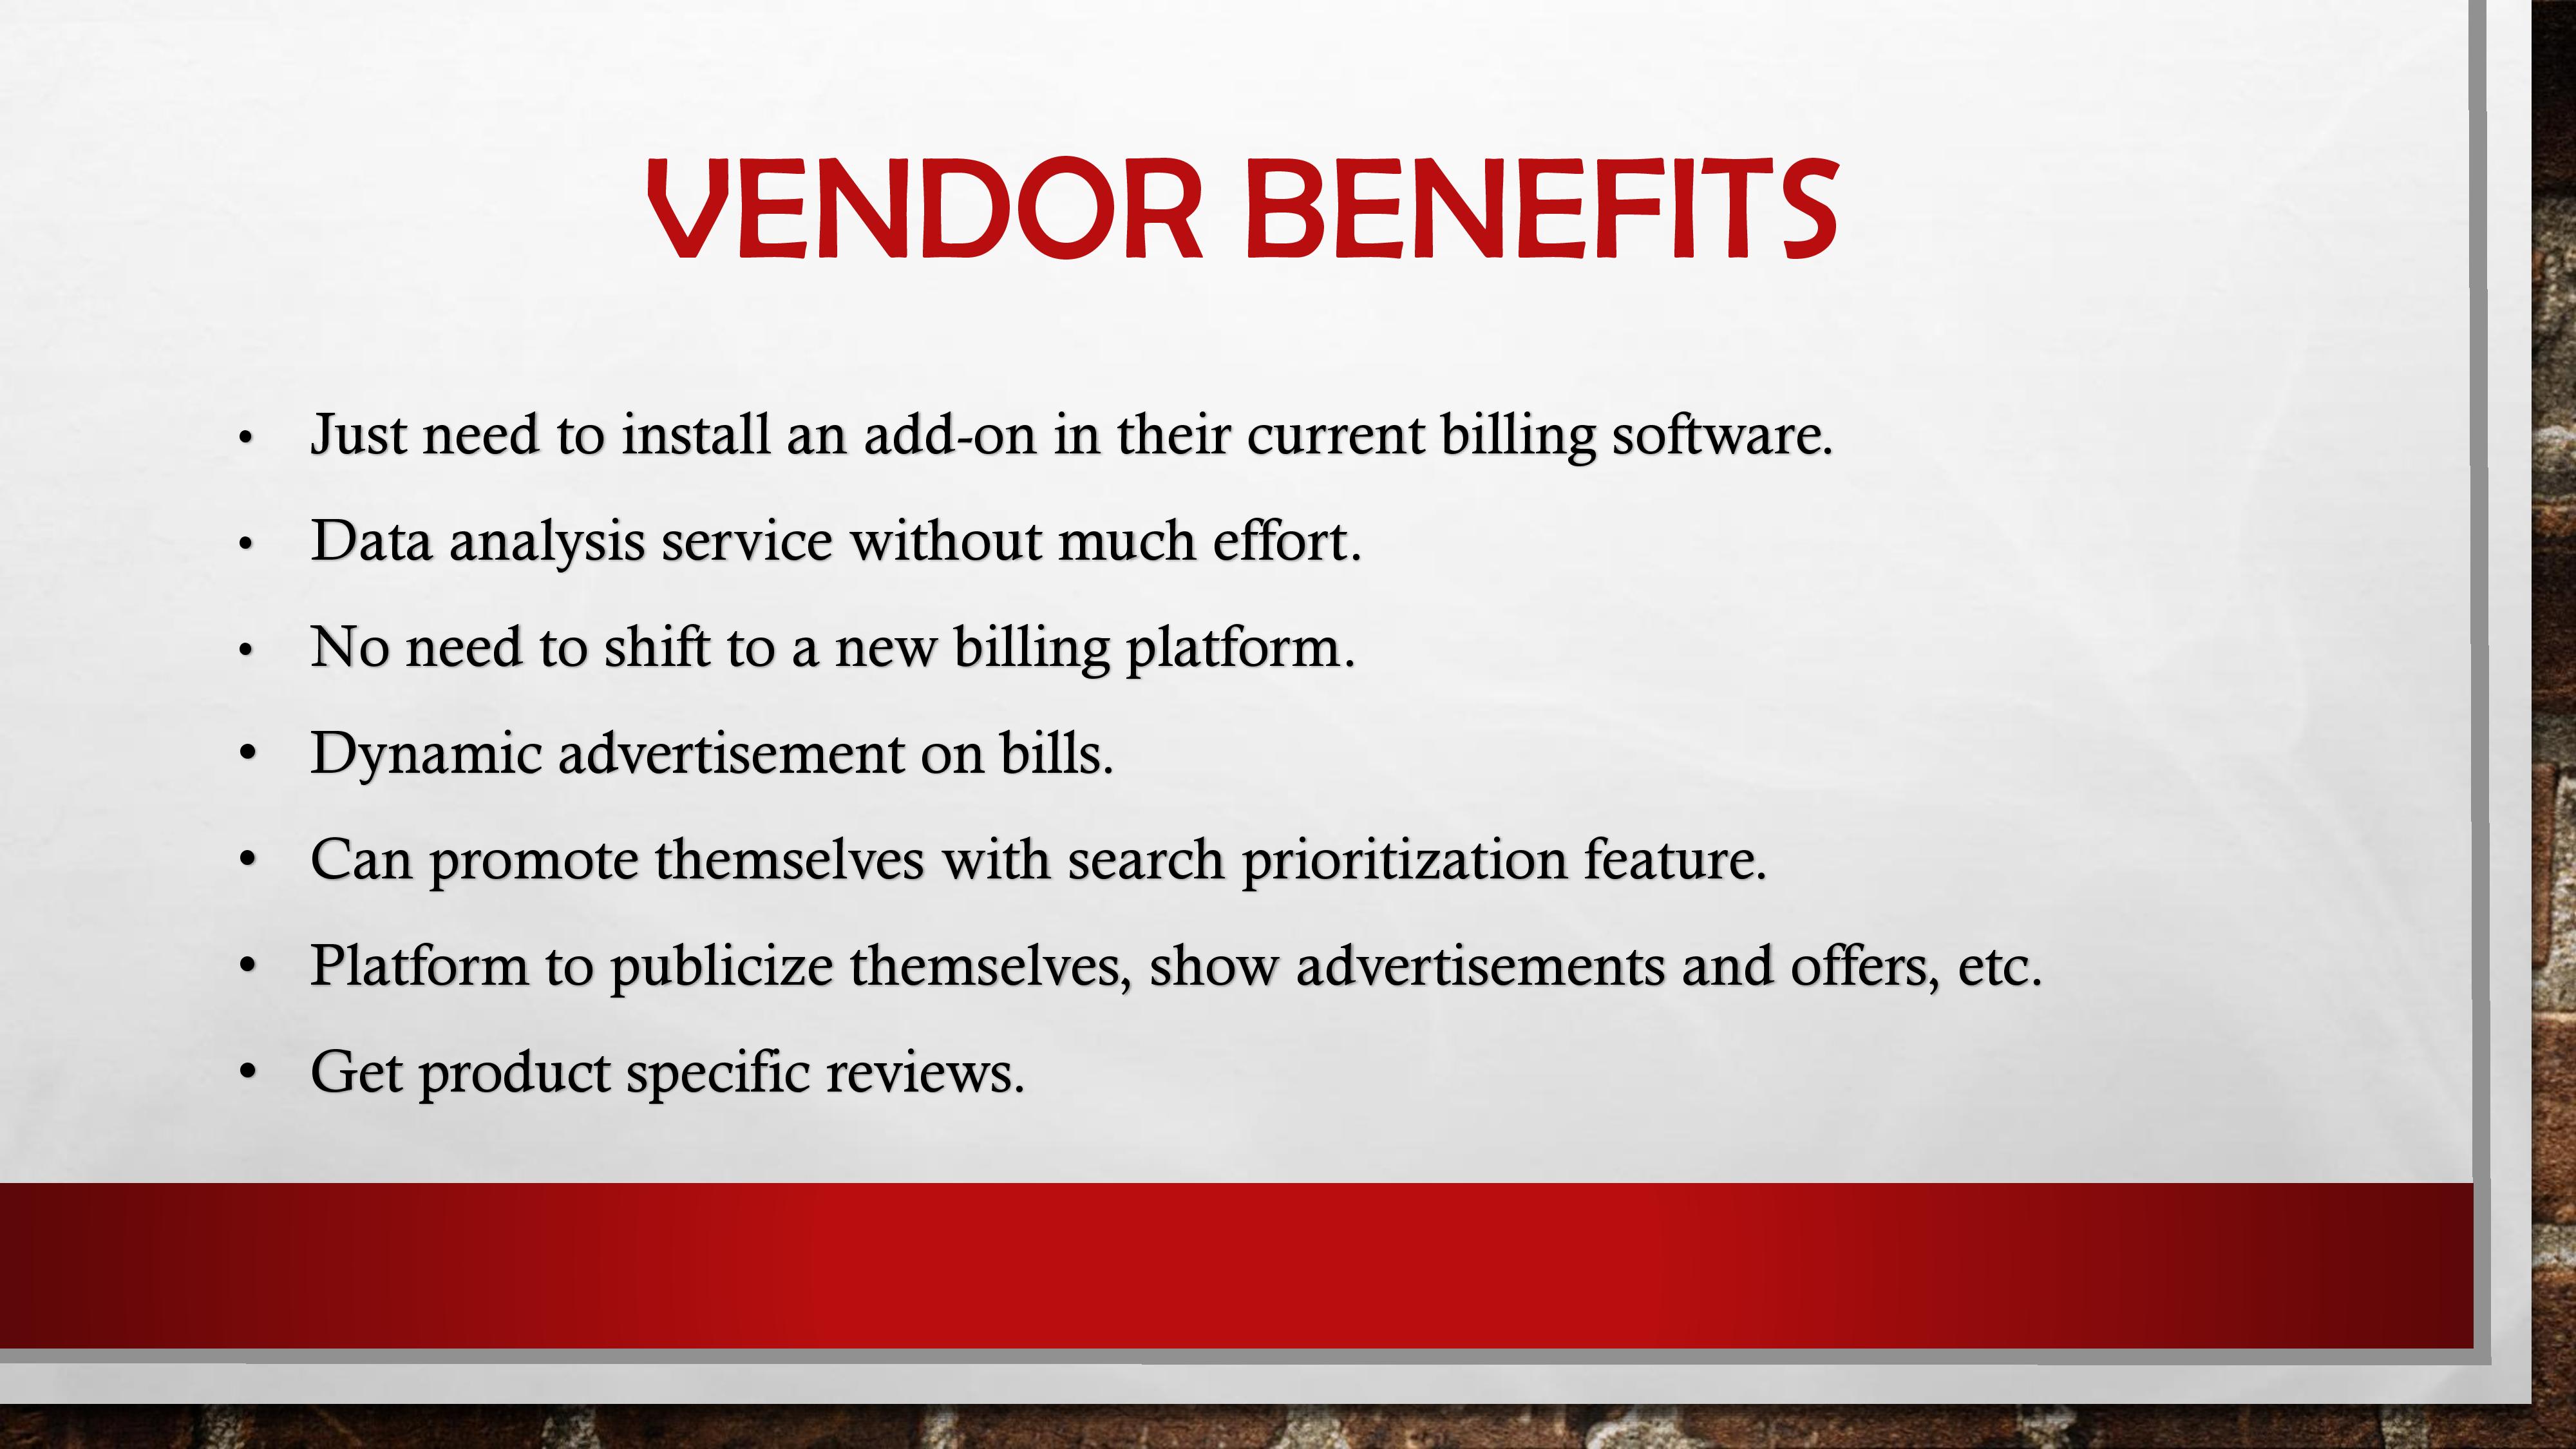 VENDOR BENEFITS
• Just need to install an add-on in their current billing software.
• Data analysis service without much effort.
• No need to shift to a new billing platform.
• Dynamic advertisement on bills.
• Can promote themselves with search prioritization feature.
• Platform to publicize themselves, show advertisements and offers, etc.
• Get product specific reviews.